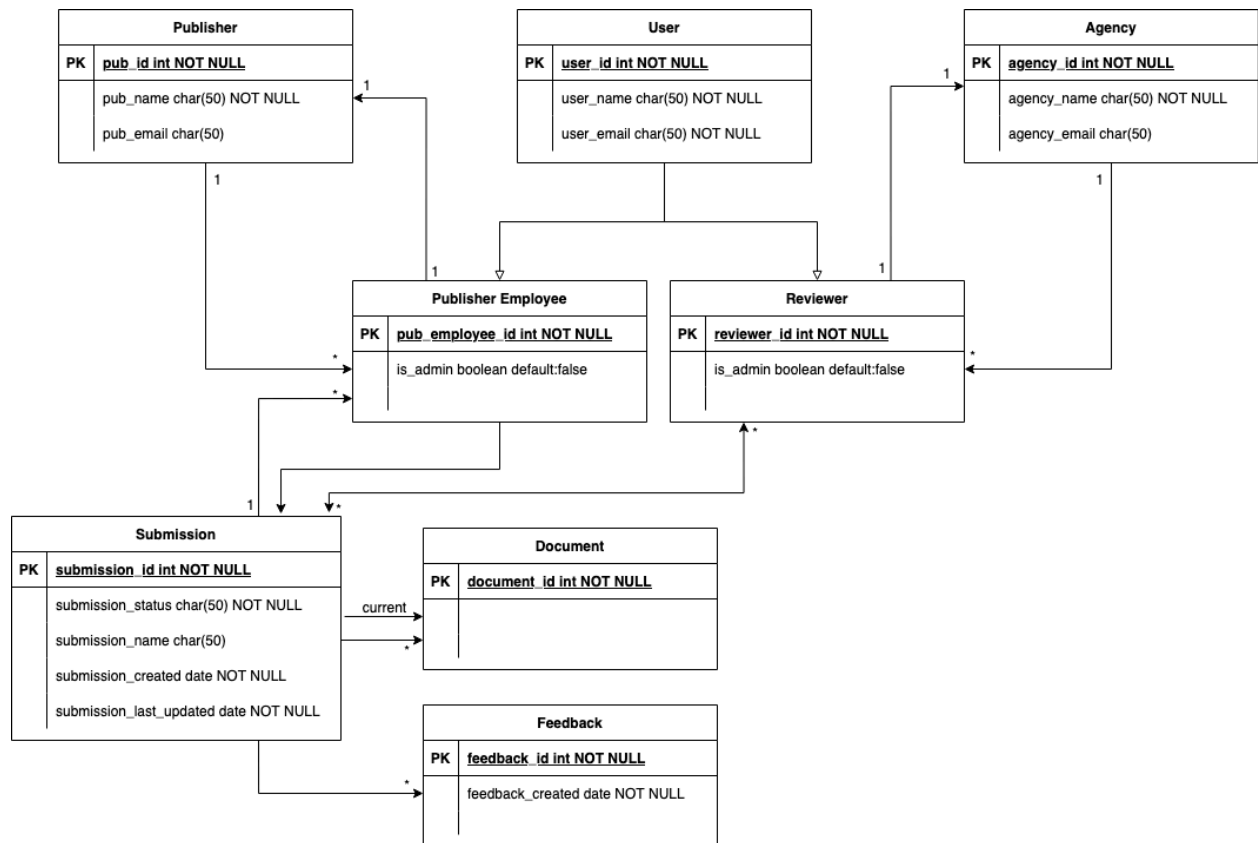 Publisher
PK pub_id int NOT NULL
pub_name char(50) NOT NULL
pub_email char(50)
User
PK user_id int NOT NULL
user_name char(50) NOT NULL
user_email char(50) NOT NULL
Agency
PK agency_id int NOT NULL
agency_name char(50) NOT NULL
agency_email char(50)
1
1
1
1
1
1
Publisher Employee
PK pub_employee_id int NOT NULL
is_admin boolean default:false
*
*
Reviewer
PK reviewer_id int NOT NULL
is_admin boolean default:false
*
*
1
*
Submission
PK submission_id int NOT NULL
submission_status char(50) NOT NULL
submission_name char(50)
submission_created date NOT NULL
submission_last_updated date NOT NULL
current
*
*
Document
PK document_id int NOT NULL
Feedback
PK feedback_id int NOT NULL
feedback_created date NOT NULL